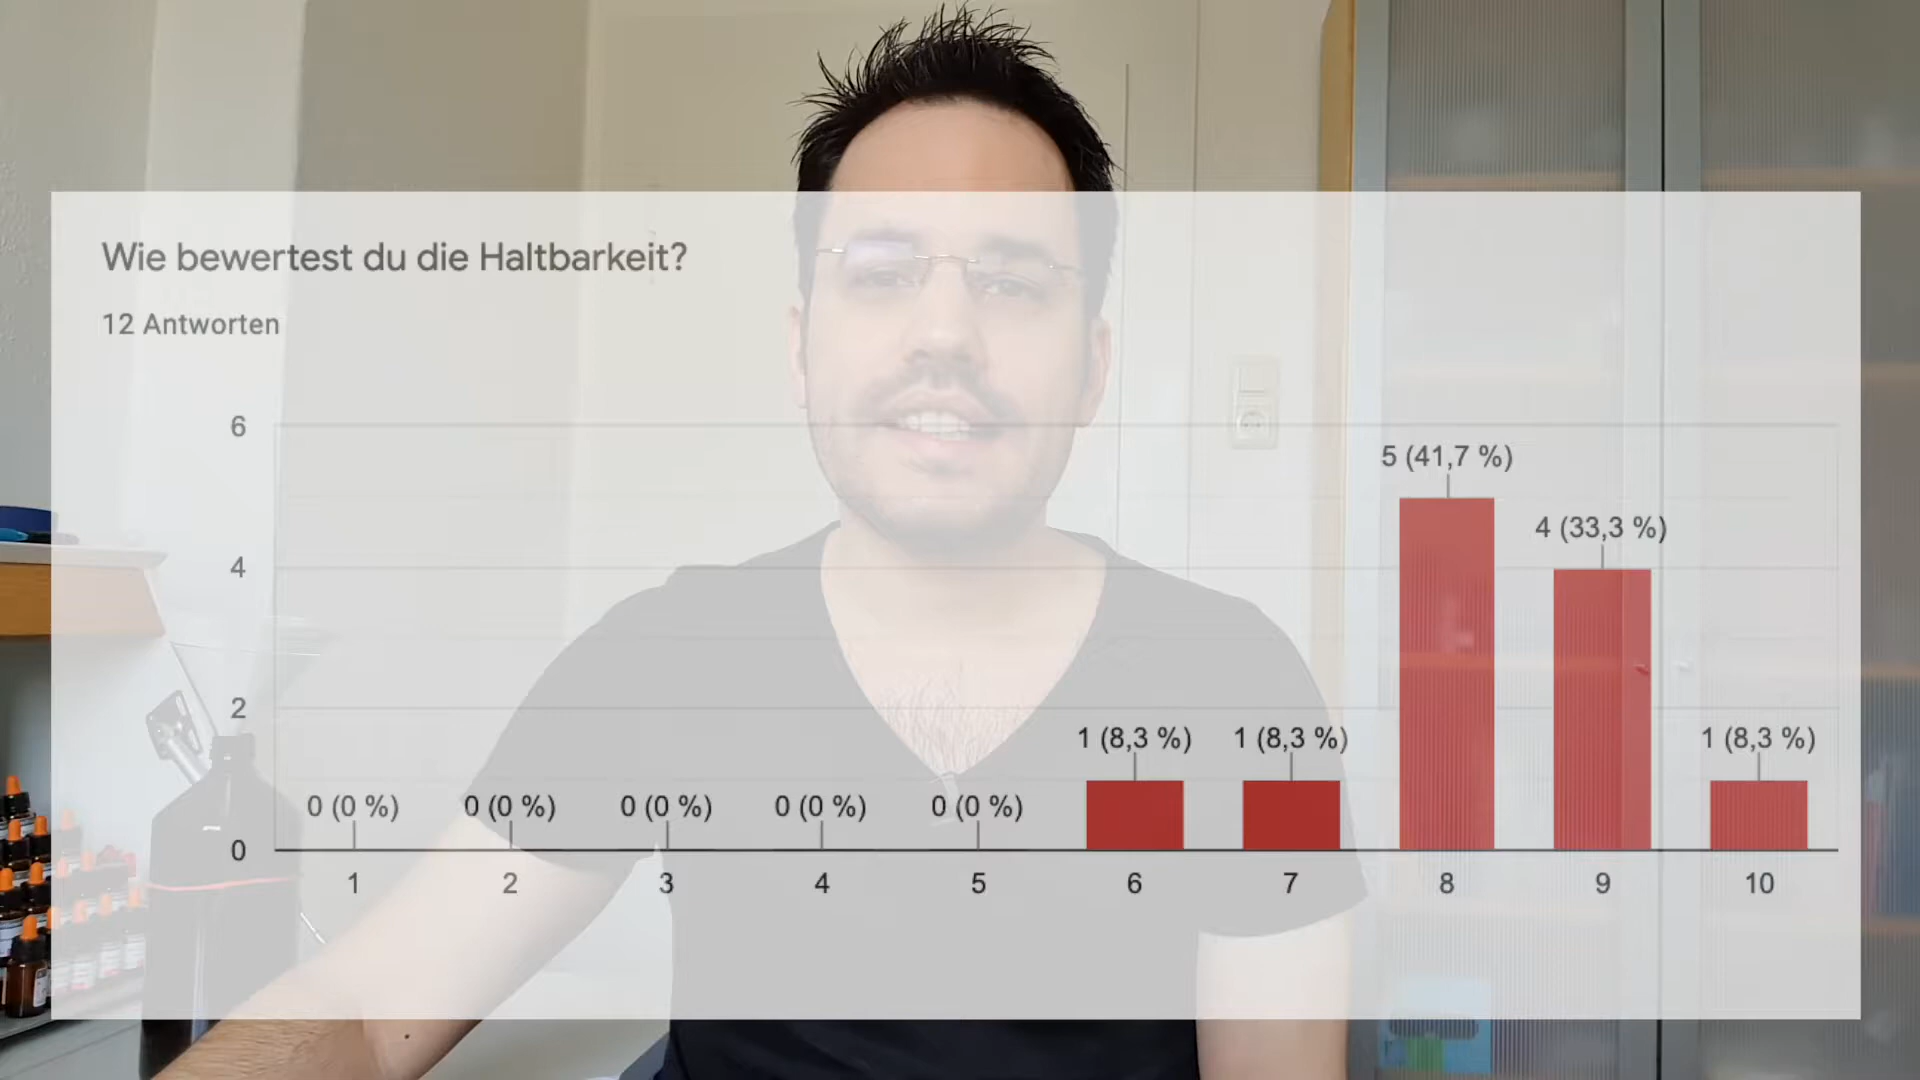 Wie bewertest du die Haltbarkeit?
12 Antworten
6
5 (41,7 %)
4 (33,3 %)
4
2
1 (8,3 %) 1 (8,3 %) 1 (8,3 %)
0 (0 %) 0 (0 %) 0 (0 %) 0 (0 %) 0 (0 %)
0
1 2 3 4 5 6 7 8 9 10